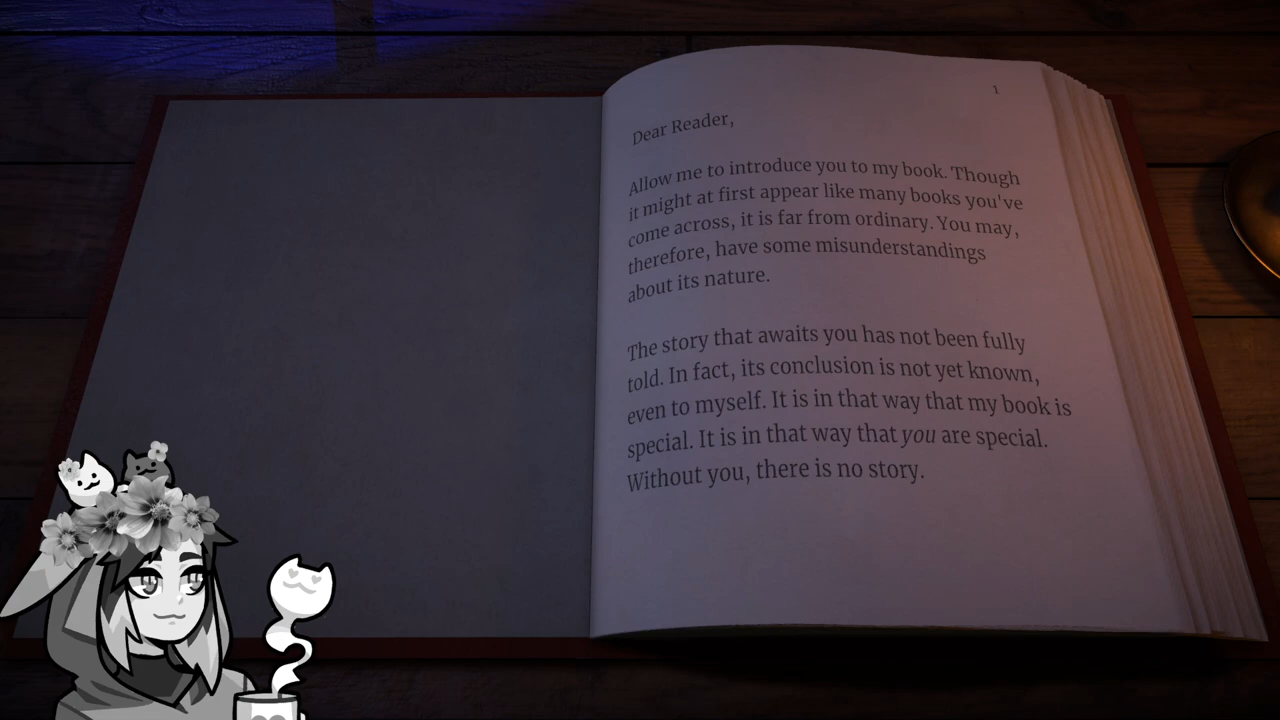 1
Dear Reader,
Allow me to introduce you to my book. Though
it might at first appear like many books you've
come across, it is far from ordinary. You may,
therefore, have some misunderstandings
about its nature.
The story that awaits you has not been fully
told. In fact, its conclusion is not yet known,
even to myself. It is in that way that my book is
special. It is in that way that you are special.
Without you, there is no story.